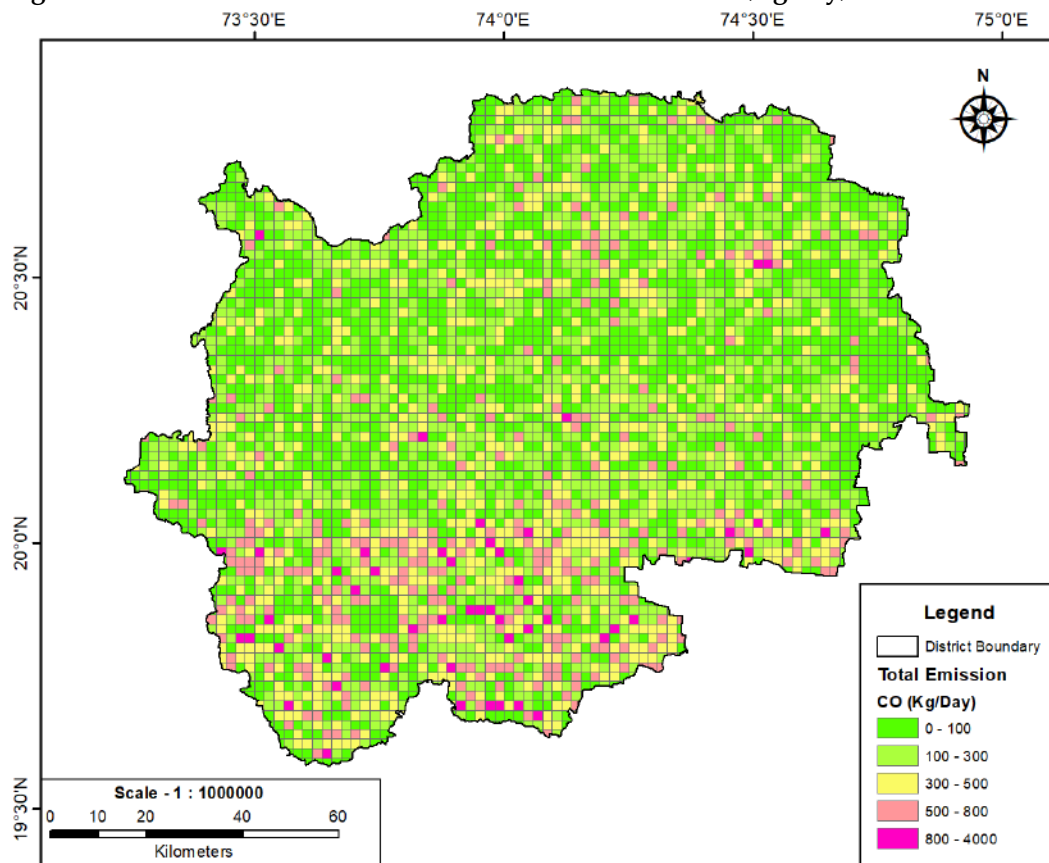 73°30'E 74°0'E 74°30'E 75°0'E
N
20°30'N
20°0'N
19°30'N
Legend
District Boundary
Total Emission
CO (Kg/Day)
0 - 100
100 - 300
300 - 500
500 - 800
800 - 4000
Scale - 1 : 1000000
0 10 20 40 60
Kilometers